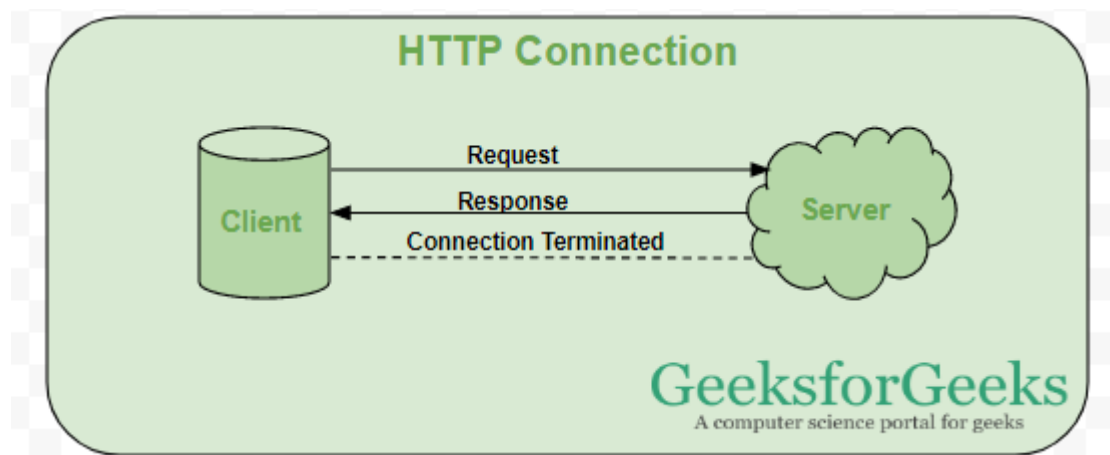 HTTP Connection
Request
Client
Response
Server
Connection Terminated
GeeksforGeeks
A computer science portal for geeks